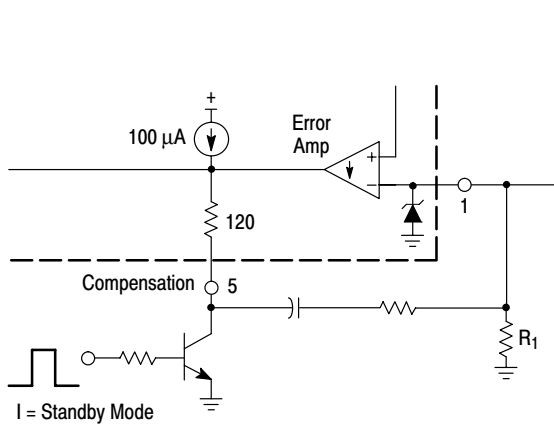 +
100 µA
Error
Amp
+
−
1
120
Compensation
5
R1
I = Standby Mode